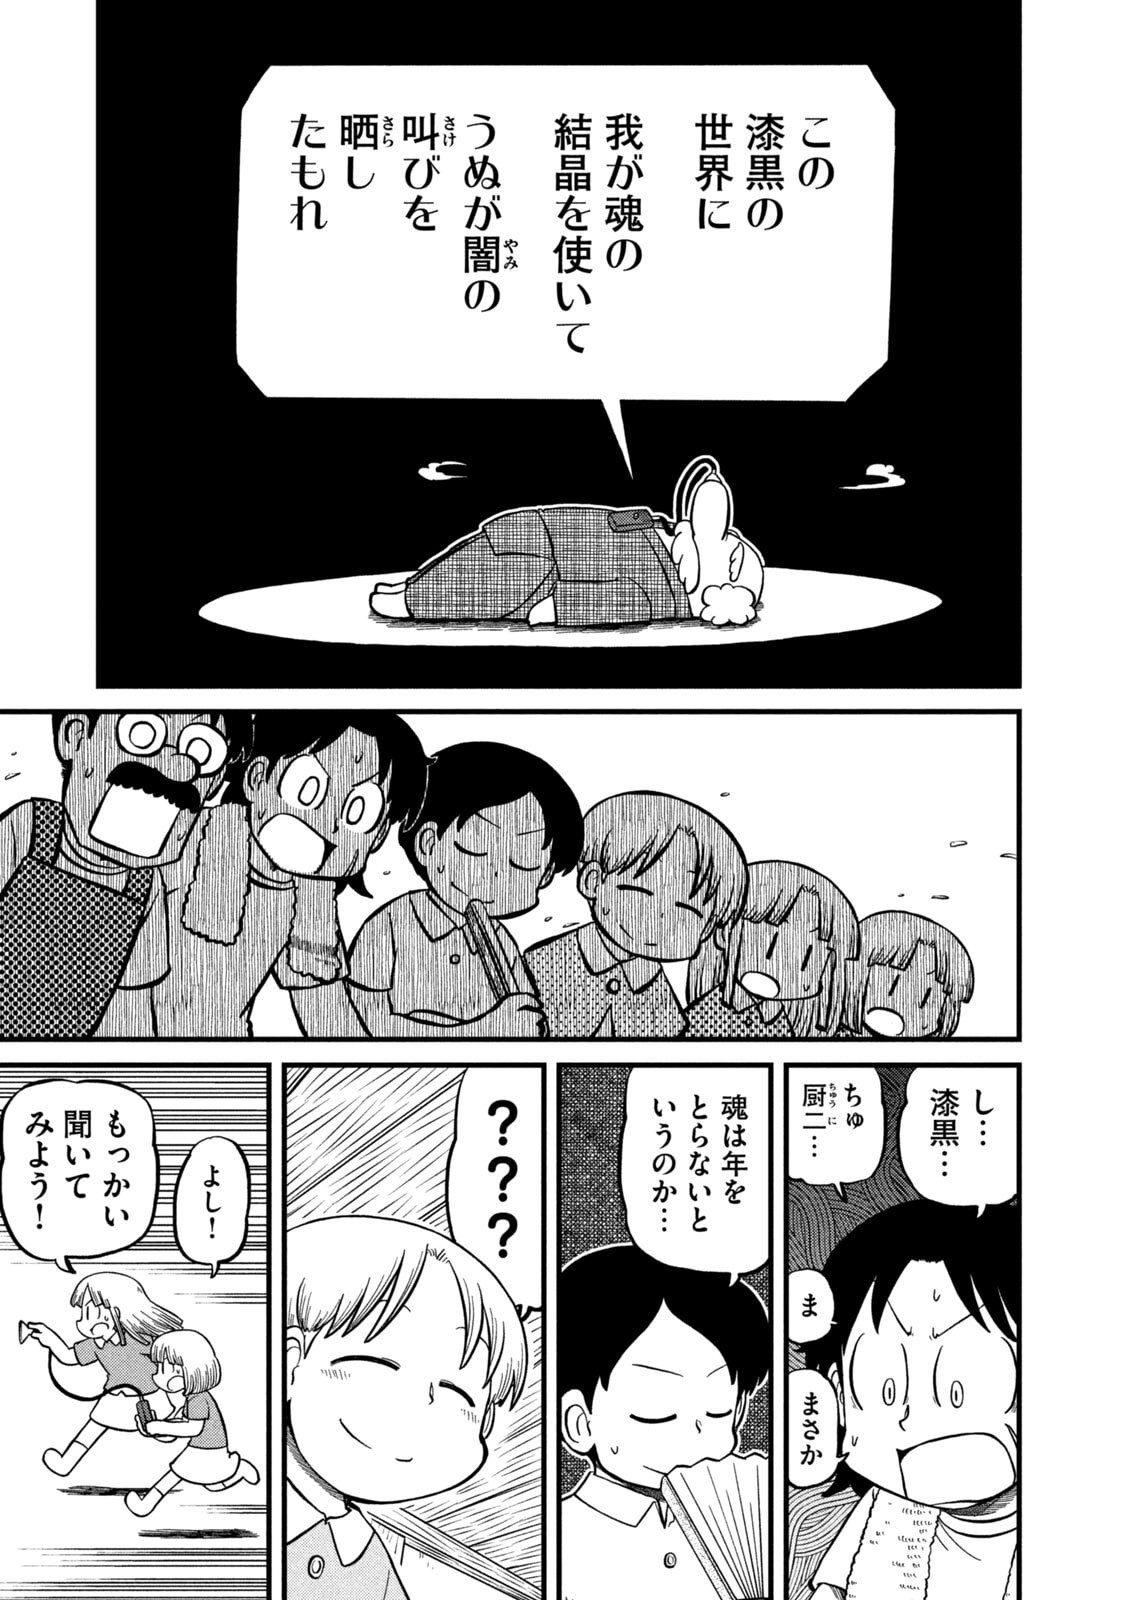 この
漆黒の
世界に
我が魂の
結晶を使いて
うぬが闇の
叫びを
晒し
たもれ
し…
漆黒…
ちゅ
厨二…
ま
まさか
魂は年を
とらないと
いうのか…
？？？
よし！
もっかい
聞いて
みよう！